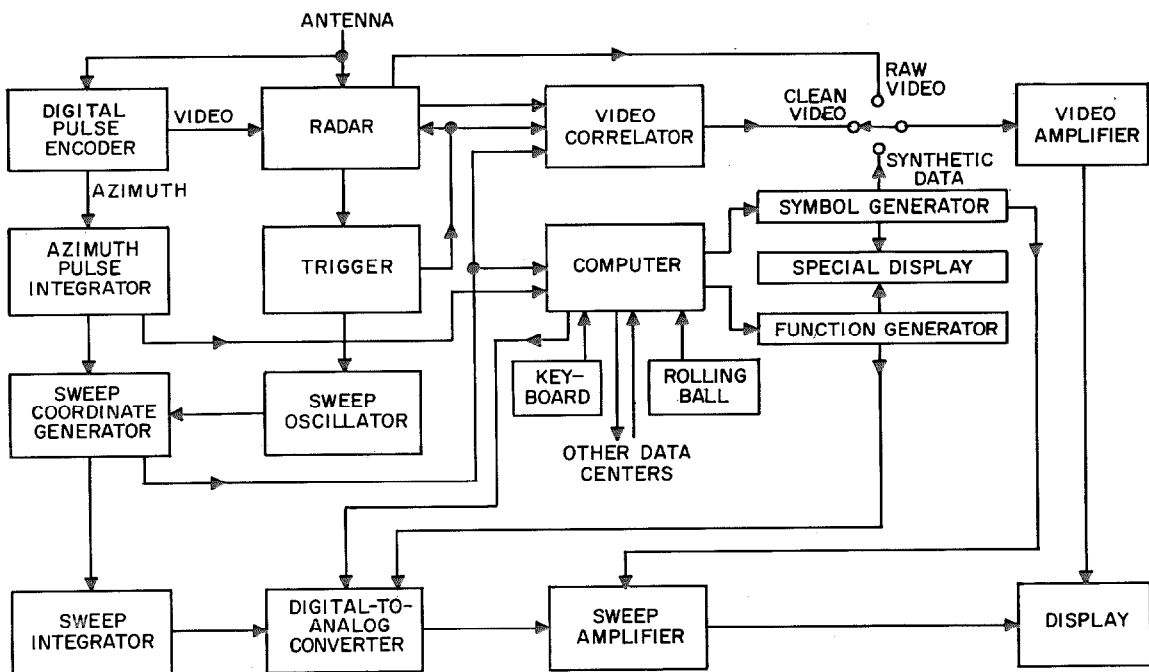 ANTENNA
DIGITAL
PULSE
ENCODER
VIDEO
RADAR
VIDEO
CORRELATOR
CLEAN
VIDEO
RAW
VIDEO
VIDEO
AMPLIFIER
AZIMUTH
SYNTHETIC
DATA
SYMBOL GENERATOR
AZIMUTH
PULSE
INTEGRATOR
TRIGGER
COMPUTER
SPECIAL DISPLAY
FUNCTION GENERATOR
SWEEP
COORDINATE
GENERATOR
SWEEP
OSCILLATOR
KEY-
BOARD
ROLLING
BALL
OTHER DATA
CENTERS
SWEEP
INTEGRATOR
DIGITAL-TO-
ANALOG
CONVERTER
SWEEP
AMPLIFIER
DISPLAY